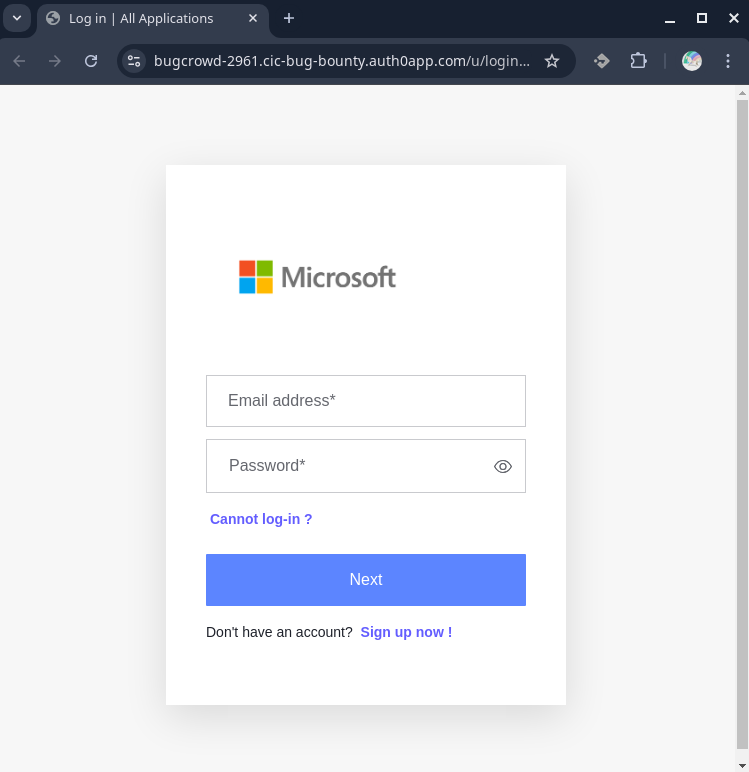 Log in | All Applications
bugcrowd-2961.cic-bug-bounty.auth0app.com/u/login...
Microsoft
Email address*
Password*
Cannot log-in ?
Next
Don't have an account? Sign up now !